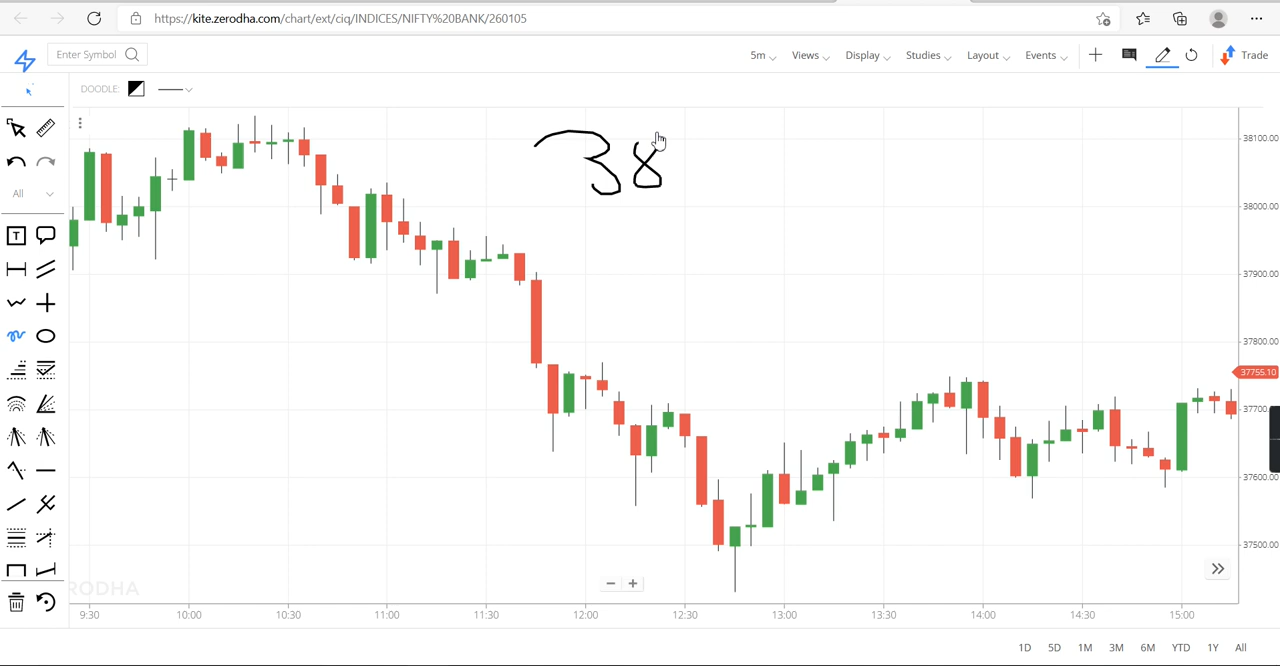 https://kite.zerodha.com/chart/ext/ciq/INDICES/NIFTY%20BANK/260105
Enter Symbol
5m Views Display Studies Layout Events Trade
DOODLE:
38
38100.00
38000.00
All
T
37900.00
37800.00
37755.10
37700.
37600.00
37500.00
RODHA
9:30 10:00 10:30 11:00 11:30 12:00 12:30 13:00 13:30 14:00 14:30 15:00
1D 5D 1M 3M 6M YTD 1Y All